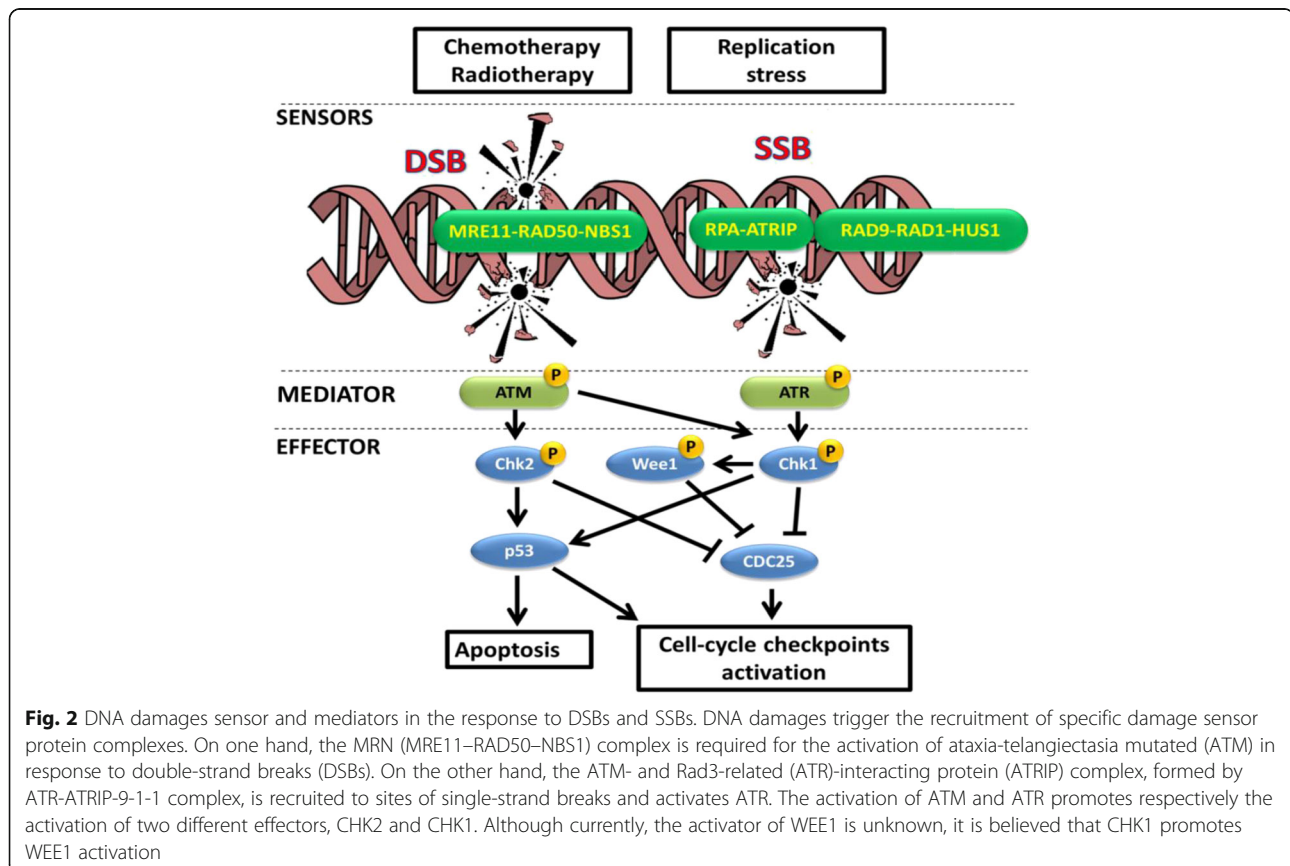 Chemotherapy
Radiotherapy
Replication
stress
SENSORS
DSB
SSB
MRE11-RAD50-NBS1
RPA-ATRIP
RAD9-RAD1-HUS1
MEDIATOR
ATM
P
ATR
P
EFFECTOR
Chk2
P
Wee1
P
Chk1
P
p53
CDC25
Apoptosis
Cell-cycle checkpoints
activation
Fig. 2 DNA damages sensor and mediators in the response to DSBs and SSBs. DNA damages trigger the recruitment of specific damage sensor
protein complexes. On one hand, the MRN (MRE11–RAD50–NBS1) complex is required for the activation of ataxia-telangiectasia mutated (ATM) in
response to double-strand breaks (DSBs). On the other hand, the ATM- and Rad3-related (ATR)-interacting protein (ATRIP) complex, formed by
ATR-ATRIP-9-1-1 complex, is recruited to sites of single-strand breaks and activates ATR. The activation of ATM and ATR promotes respectively the
activation of two different effectors, CHK2 and CHK1. Although currently, the activator of WEE1 is unknown, it is believed that CHK1 promotes
WEE1 activation